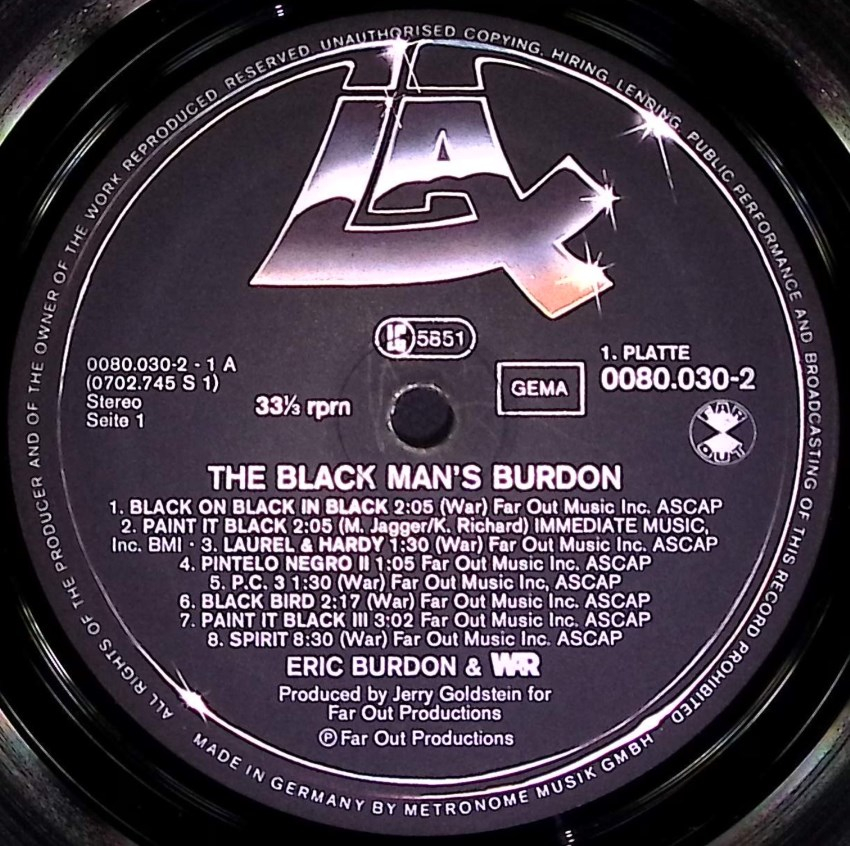 ALL RIGHTS OF THE PRODUCER AND OF THE OWNER OF THE WORK REPRODUCED RESERVED. UNAUTHORISED COPYING, HIRING, LENDING, PUBLIC PERFORMANCE AND BROADCASTING OF THIS RECORD PROHIBITED
LAX
LC
5851
0080.030-2 - 1 A
(0702.745 S 1)
Stereo
Seite 1
33⅓ rpm
GEMA
1. PLATTE
0080.030-2
FAR
OUT
THE BLACK MAN'S BURDON
1. BLACK ON BLACK IN BLACK 2:05 (War) Far Out Music Inc. ASCAP
2. PAINT IT BLACK 2:05 (M. Jagger/K. Richard) IMMEDIATE MUSIC,
Inc. BMI · 3. LAUREL & HARDY 1:30 (War) Far Out Music Inc. ASCAP
4. PINTELO NEGRO II 1:05 Far Out Music Inc. ASCAP
5. P.C. 3 1:30 (War) Far Out Music Inc, ASCAP
6. BLACK BIRD 2:17 (War) Far Out Music Inc. ASCAP
7. PAINT IT BLACK III 3:02 Far Out Music Inc. ASCAP
8. SPIRIT 8:30 (War) Far Out Music Inc, ASCAP
ERIC BURDON & WAR
Produced by Jerry Goldstein for
Far Out Productions
Ⓟ Far Out Productions
MADE IN GERMANY BY METRONOME MUSIK GMBH